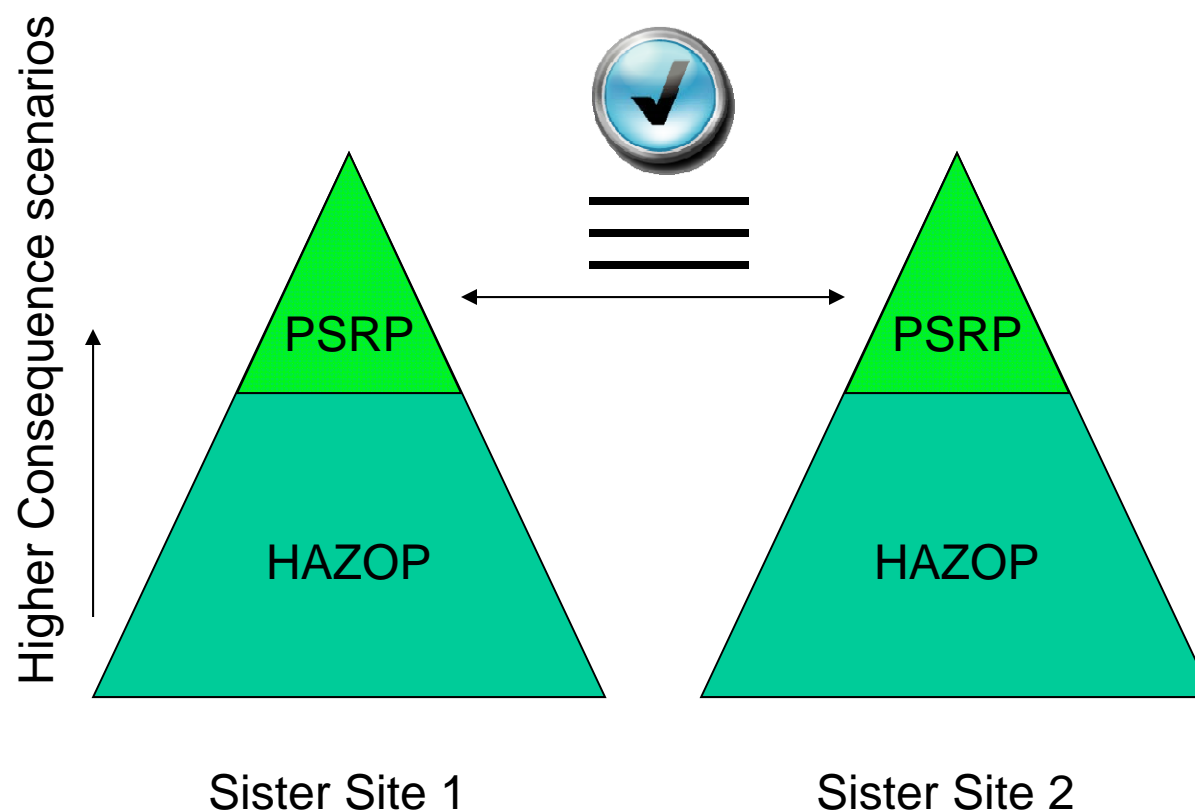 Higher Consequence scenarios
PSRP
PSRP
HAZOP
HAZOP
Sister Site 1
Sister Site 2